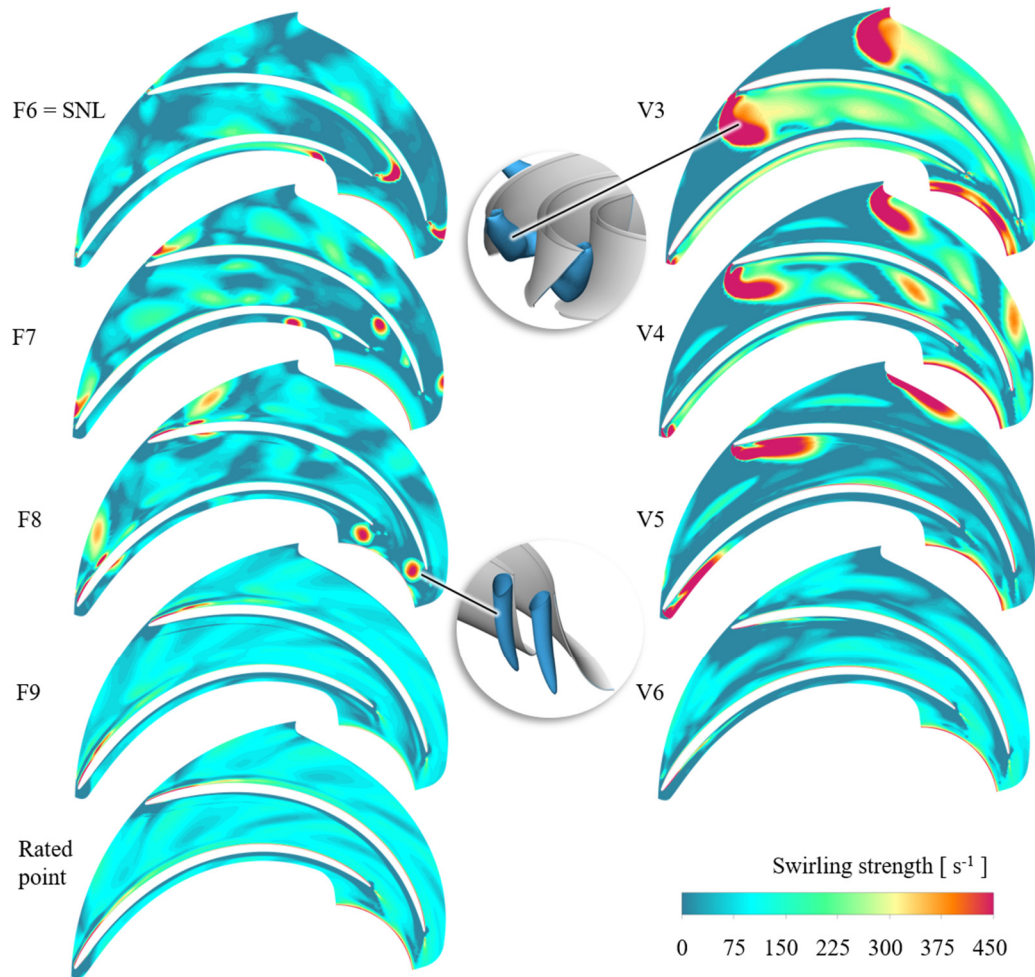 F6 = SNL
V3
F7
V4
F8
V5
F9
V6
Rated
point
Swirling strength [ s⁻¹ ]
0 75 150 225 300 375 450